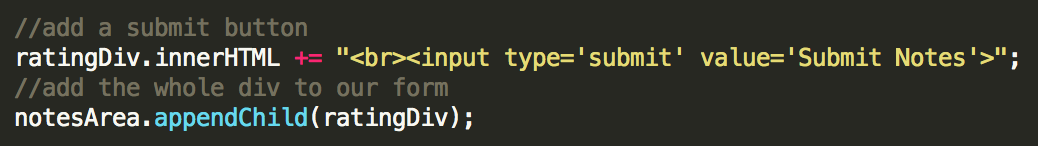 //add a submit button
ratingDiv.innerHTML += "<br><input type='submit' value='Submit Notes'>";
//add the whole div to our form
notesArea.appendChild(ratingDiv);